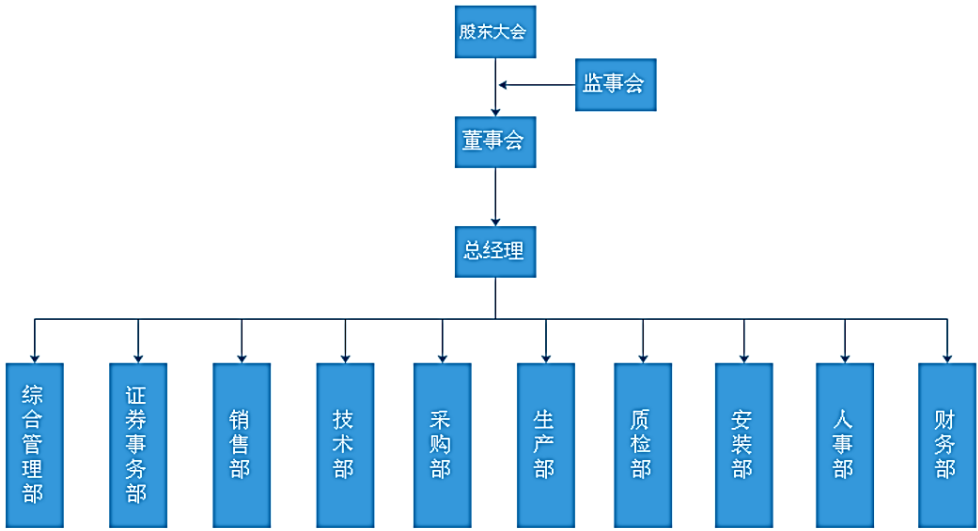 股东大会
监事会
董事会
总经理
综合管理部
证券事务部
销售部
技术部
采购部
生产部
质检部
安装部
人事部
财务部